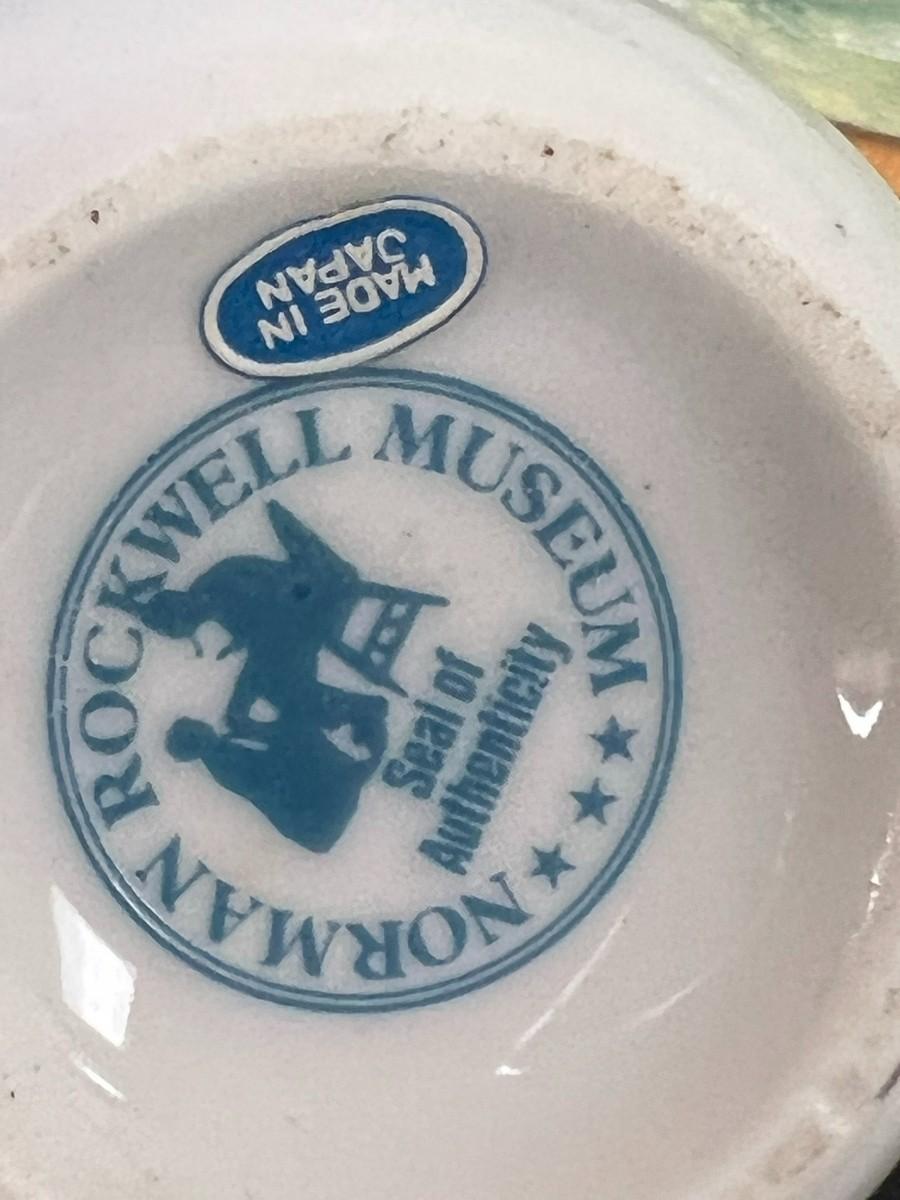 MADE IN
JAPAN
NORMAN ROCKWELL MUSEUM
Seal of
Authenticity